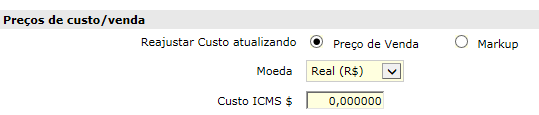 Preços de custo/venda
Reajustar Custo atualizando Preço de Venda Markup
Moeda Real (R$)
Custo ICMS $ 0,000000